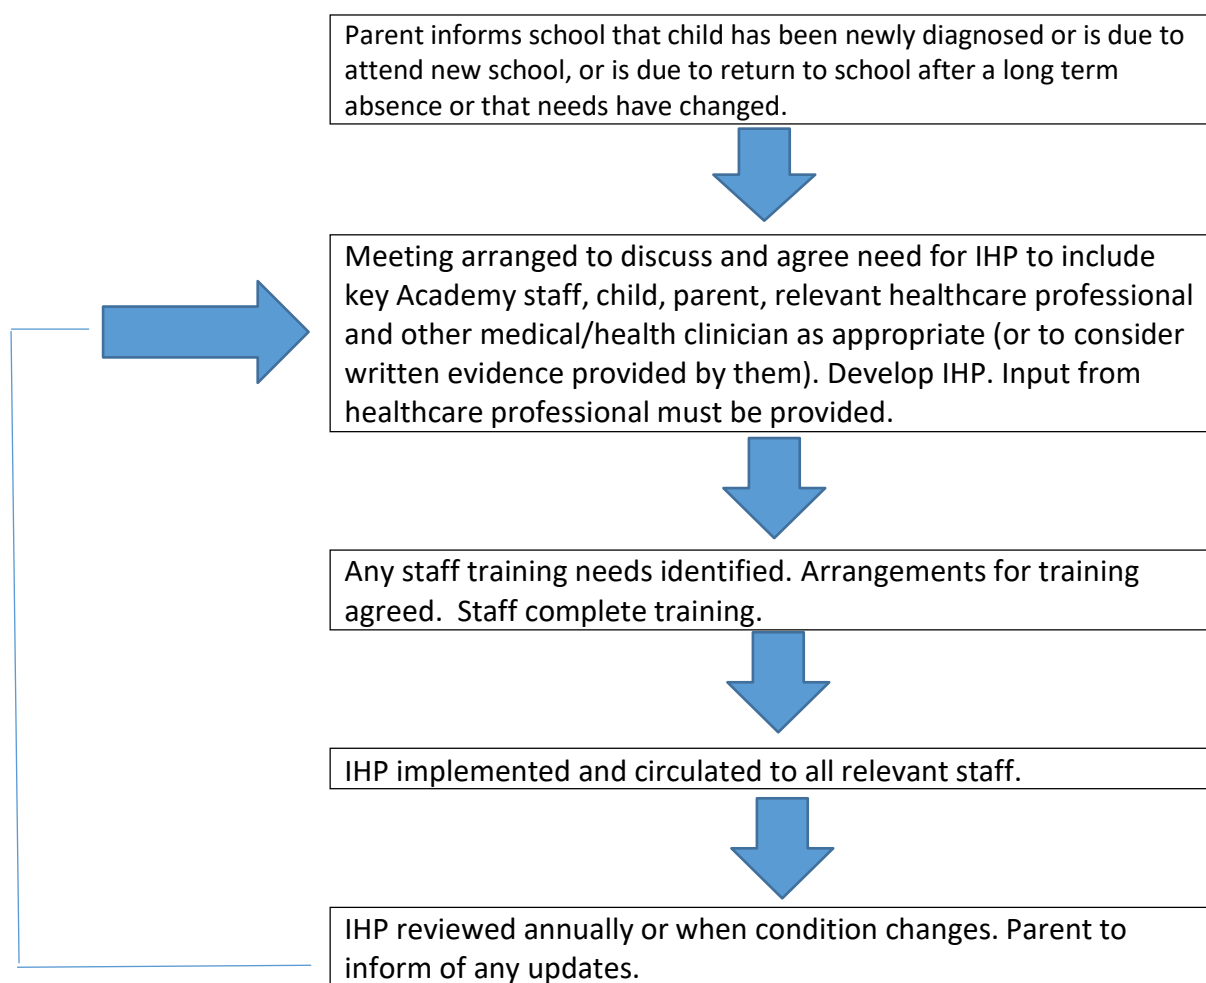 Parent informs school that child has been newly diagnosed or is due to
attend new school, or is due to return to school after a long term
absence or that needs have changed.
Meeting arranged to discuss and agree need for IHP to include
key Academy staff, child, parent, relevant healthcare professional
and other medical/health clinician as appropriate (or to consider
written evidence provided by them). Develop IHP. Input from
healthcare professional must be provided.
Any staff training needs identified. Arrangements for training
agreed.  Staff complete training.
IHP implemented and circulated to all relevant staff.
IHP reviewed annually or when condition changes. Parent to
inform of any updates.